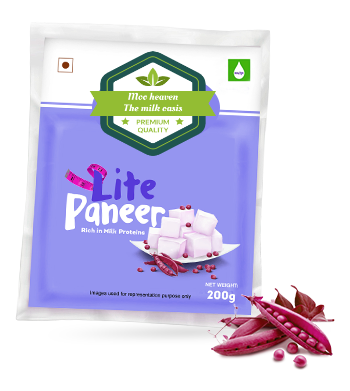 Moo heaven
The milk oasis
PREMIUM
QUALITY
Lite
Paneer
Rich in Milk Proteins
Images used for representation purpose only
NET WEIGHT:
200g